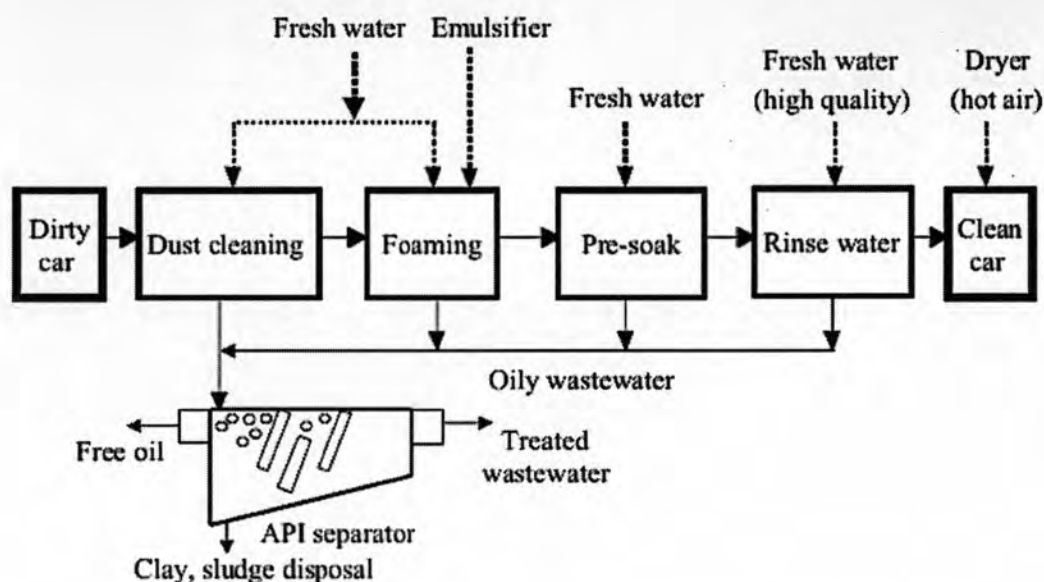 Fresh water
Emulsifier
Fresh water
Fresh water
(high quality)
Dryer
(hot air)
Dirty
car
Dust cleaning
Foaming
Pre-soak
Rinse water
Clean
car
Oily wastewater
Free oil
Treated
wastewater
API separator
Clay, sludge disposal